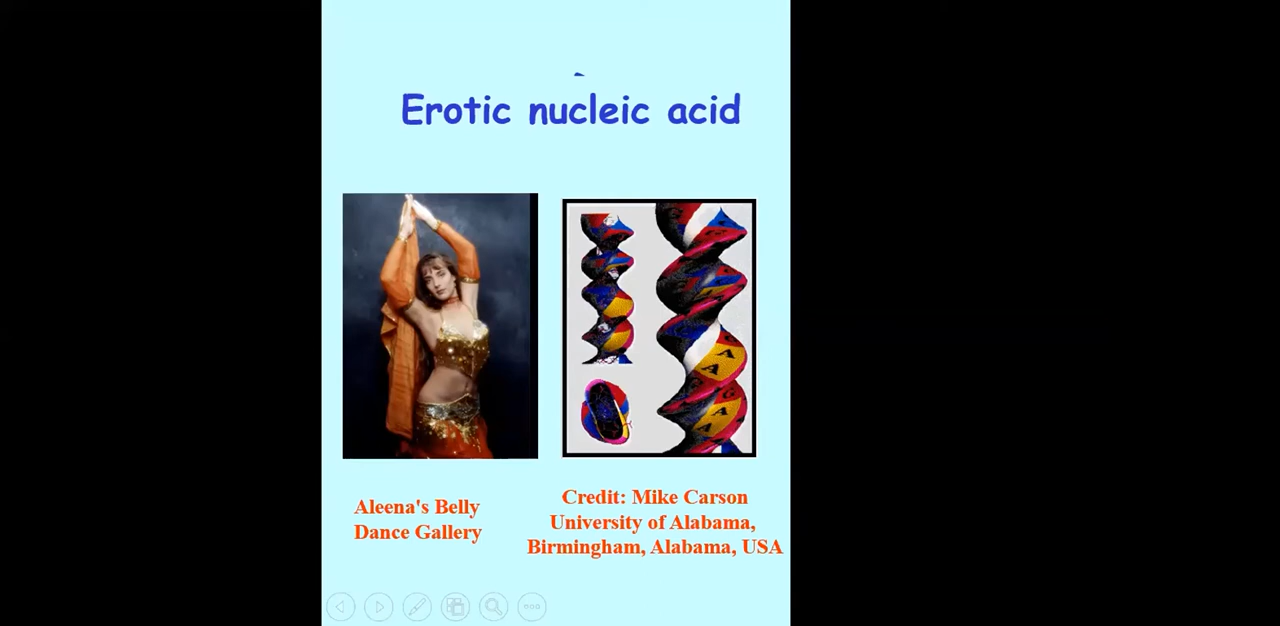 Erotic nucleic acid
A
A
G
A
A
Aleena's Belly
Dance Gallery
Credit: Mike Carson
University of Alabama,
Birmingham, Alabama, USA